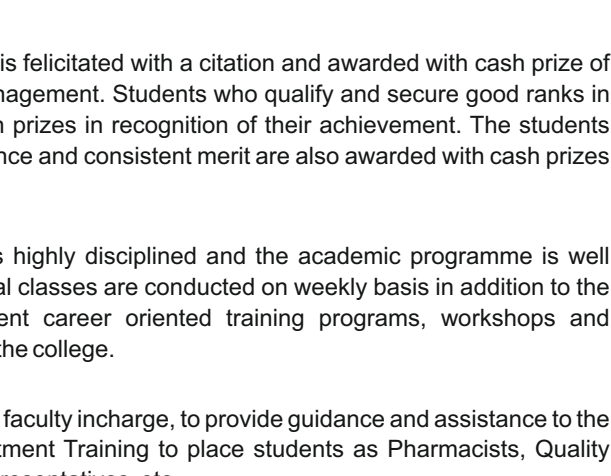 is felicitated with a citation and awarded with cash prize of
nagement. Students who qualify and secure good ranks in
prizes in recognition of their achievement. The students
nce and consistent merit are also awarded with cash prizes
highly disciplined and the academic programme is well
al classes are conducted on weekly basis in addition to the
ent career oriented training programs, workshops and
the college.
faculty incharge, to provide guidance and assistance to the
tment Training to place students as Pharmacists, Quality
etc.